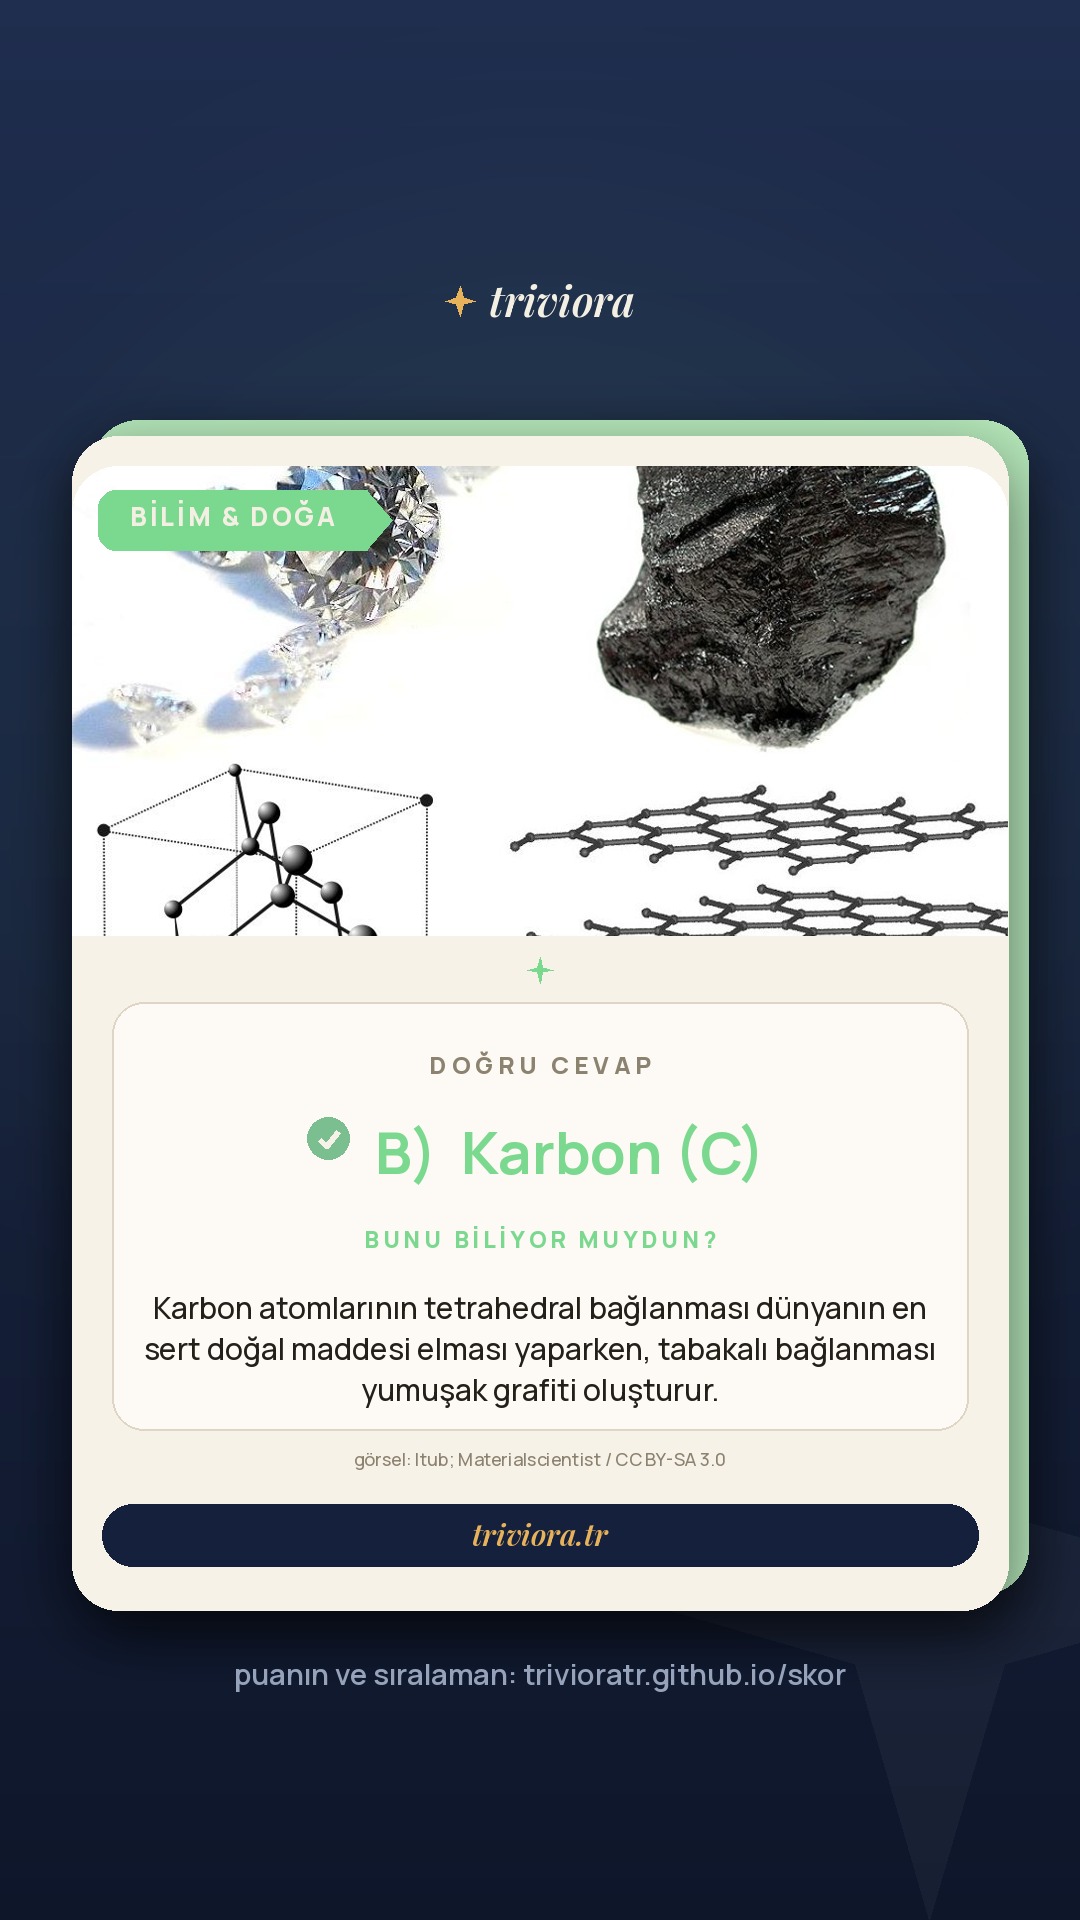 triviora
BİLİM & DOĞA
DOĞRU CEVAP
B) Karbon (C)
BUNU BİLİYOR MUYDUN?
Karbon atomlarının tetrahedral bağlanması dünyanın en
sert doğal maddesi elması yaparken, tabakalı bağlanması
yumuşak grafiti oluşturur.
görsel: Itub; Materialscientist / CC BY-SA 3.0
triviora.tr
puanın ve sıralaman: trivioratr.github.io/skor